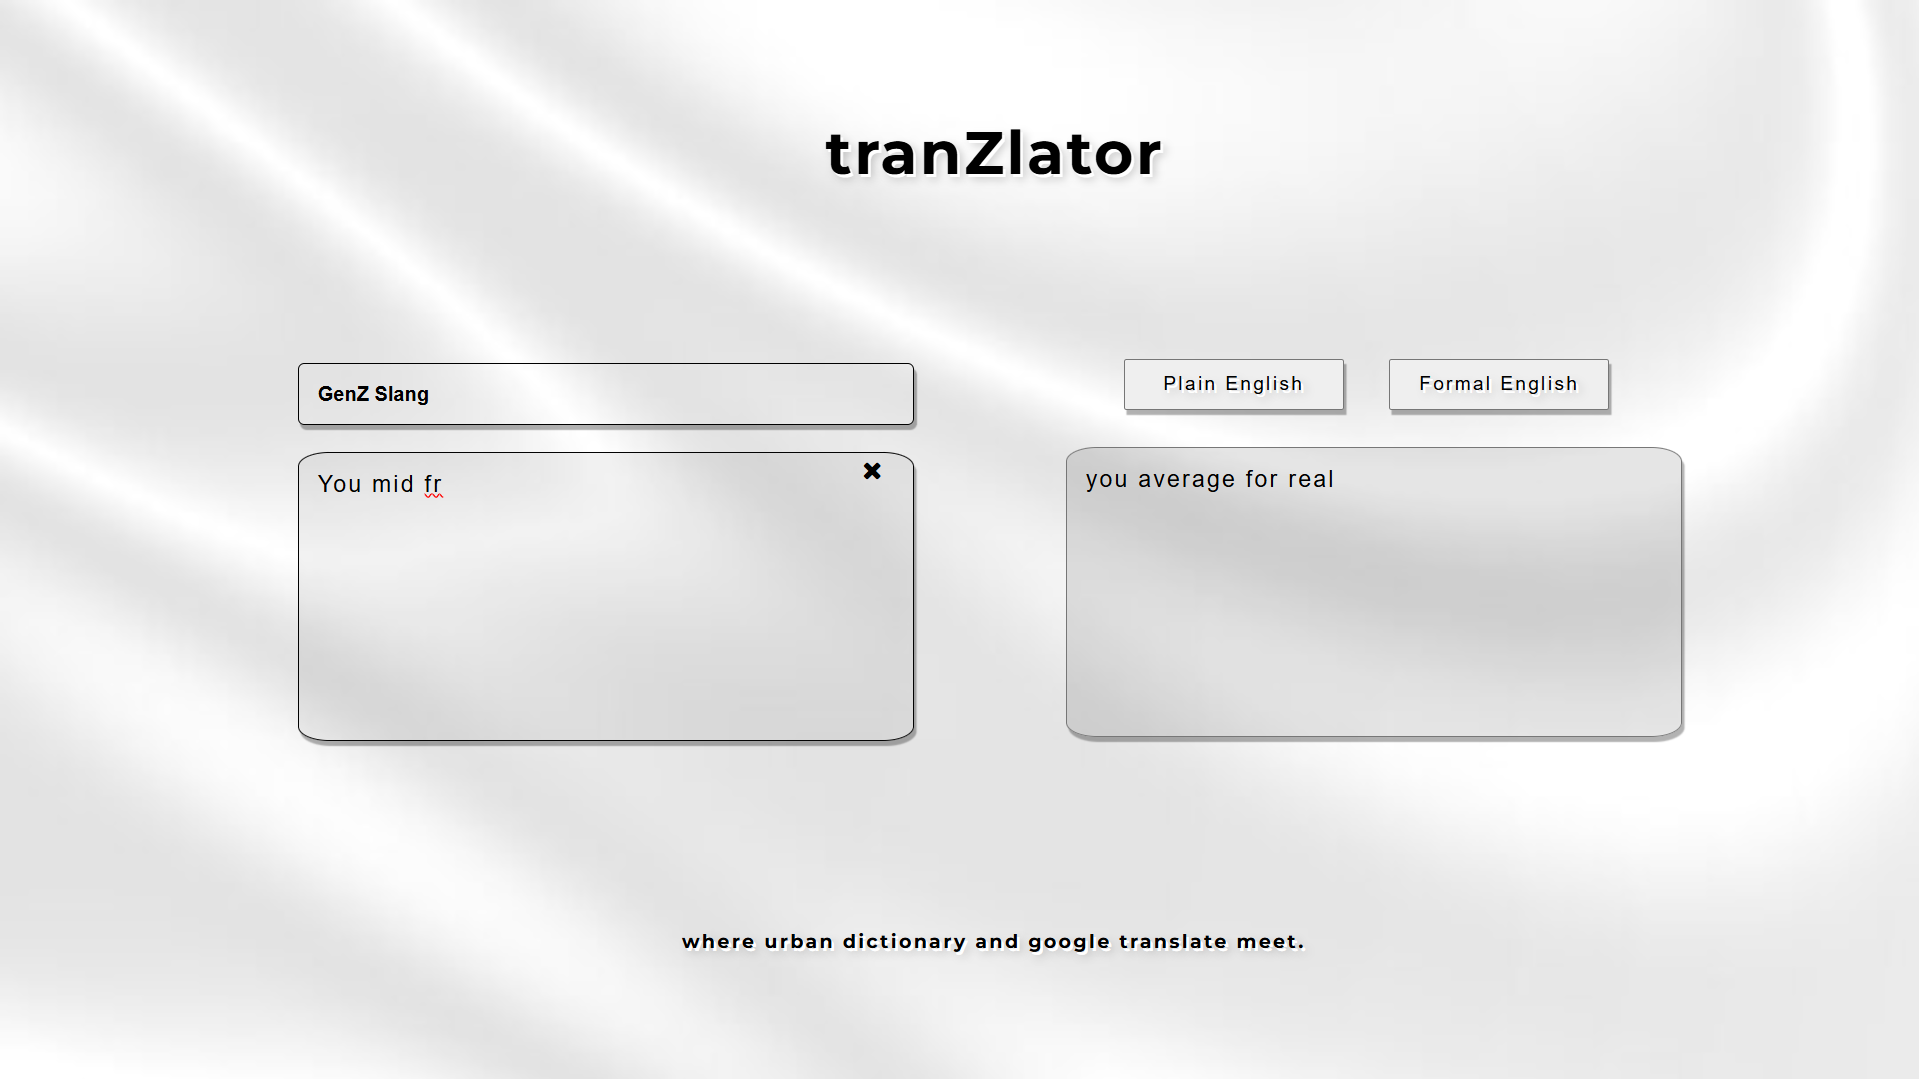 tranZlator
GenZ Slang
Plain English
Formal English
You mid fr
you average for real
where urban dictionary and google translate meet.